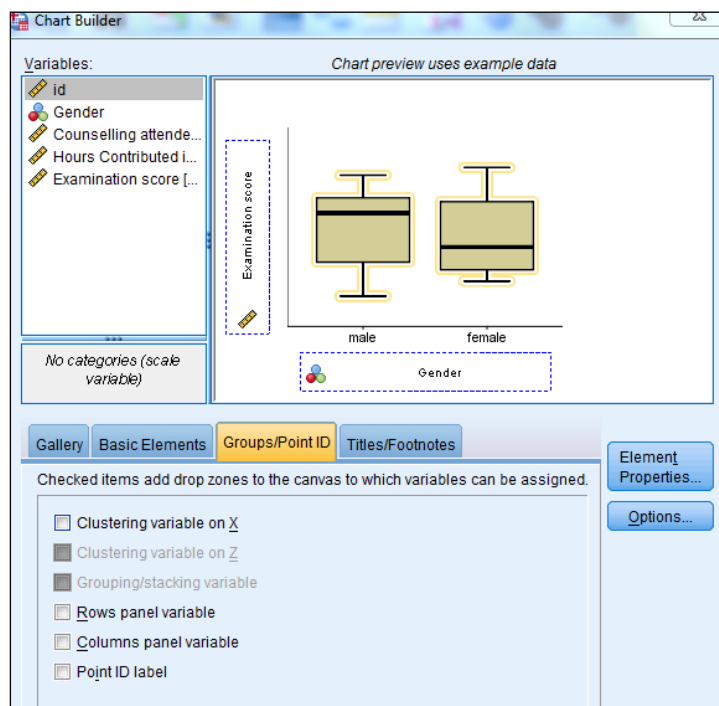 Chart Builder
Variables:
id
Gender
Counselling attende...
Hours Contributed i...
Examination score [...
No categories (scale
variable)
Chart preview uses example data
Examination score
male female
Gender
Gallery Basic Elements Groups/Point ID Titles/Footnotes
Checked items add drop zones to the canvas to which variables can be assigned.
Clustering variable on X
Clustering variable on Z
Grouping/stacking variable
Rows panel variable
Columns panel variable
Point ID label
Element
Properties...
Options...